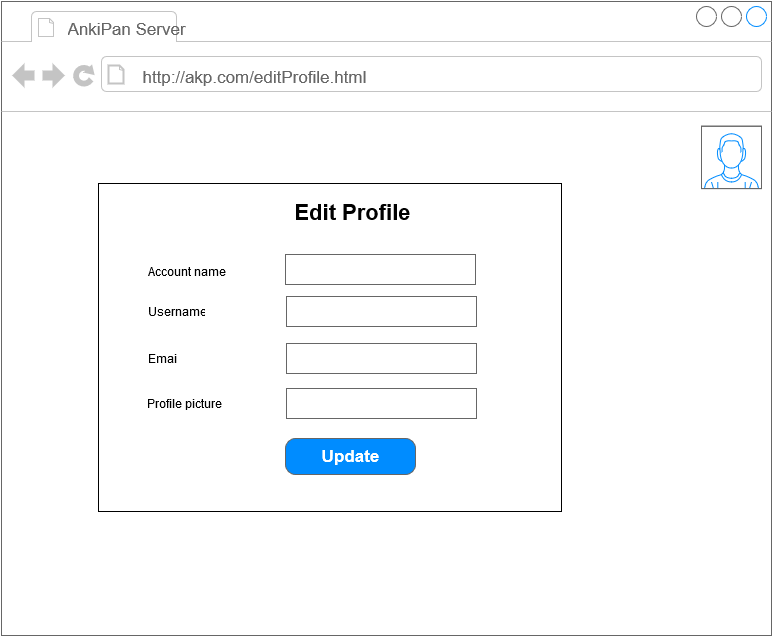 AnkiPan Server
http://akp.com/editProfile.html
Edit Profile
Account name
Username
Emai
Profile picture
Update